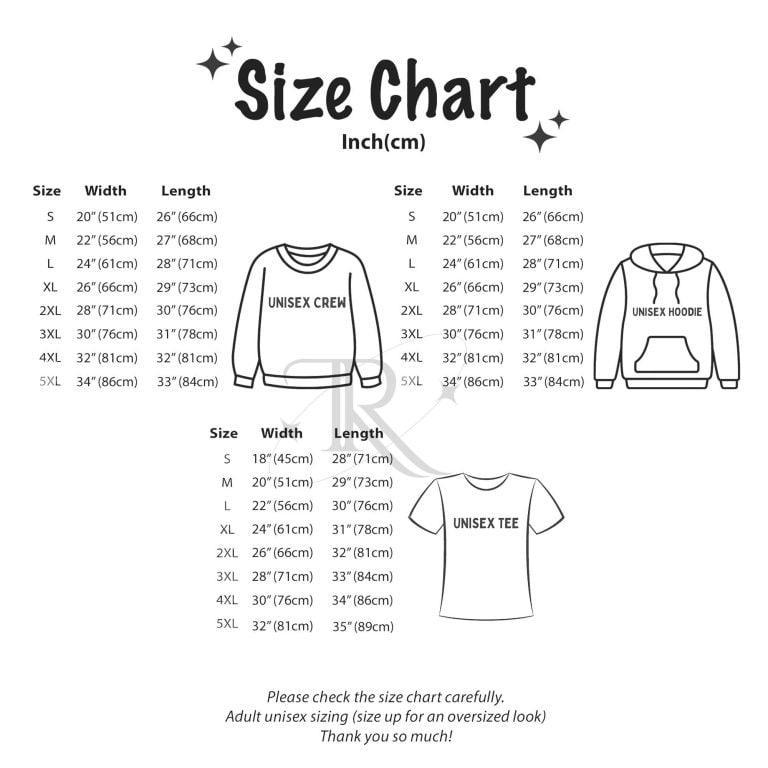 Size Chart
Inch(cm)
Size Width Length
S 20” (51cm) 26” (66cm)
M 22” (56cm) 27” (68cm)
L 24” (61cm) 28” (71cm)
XL 26” (66cm) 29” (73cm)
2XL 28” (71cm) 30” (76cm)
3XL 30” (76cm) 31” (78cm)
4XL 32” (81cm) 32” (81cm)
5XL 34” (86cm) 33” (84cm)
UNISEX CREW
Size Width Length
S 20” (51cm) 26” (66cm)
M 22” (56cm) 27” (68cm)
L 24” (61cm) 28” (71cm)
XL 26” (66cm) 29” (73cm)
2XL 28” (71cm) 30” (76cm)
3XL 30” (76cm) 31” (78cm)
4XL 32” (81cm) 32” (81cm)
5XL 34” (86cm) 33” (84cm)
UNISEX HOODIE
Size Width Length
S 18” (45cm) 28” (71cm)
M 20” (51cm) 29” (73cm)
L 22” (56cm) 30” (76cm)
XL 24” (61cm) 31” (78cm)
2XL 26” (66cm) 32” (81cm)
3XL 28” (71cm) 33” (84cm)
4XL 30” (76cm) 34” (86cm)
5XL 32” (81cm) 35” (89cm)
UNISEX TEE
Please check the size chart carefully.
Adult unisex sizing (size up for an oversized look)
Thank you so much!